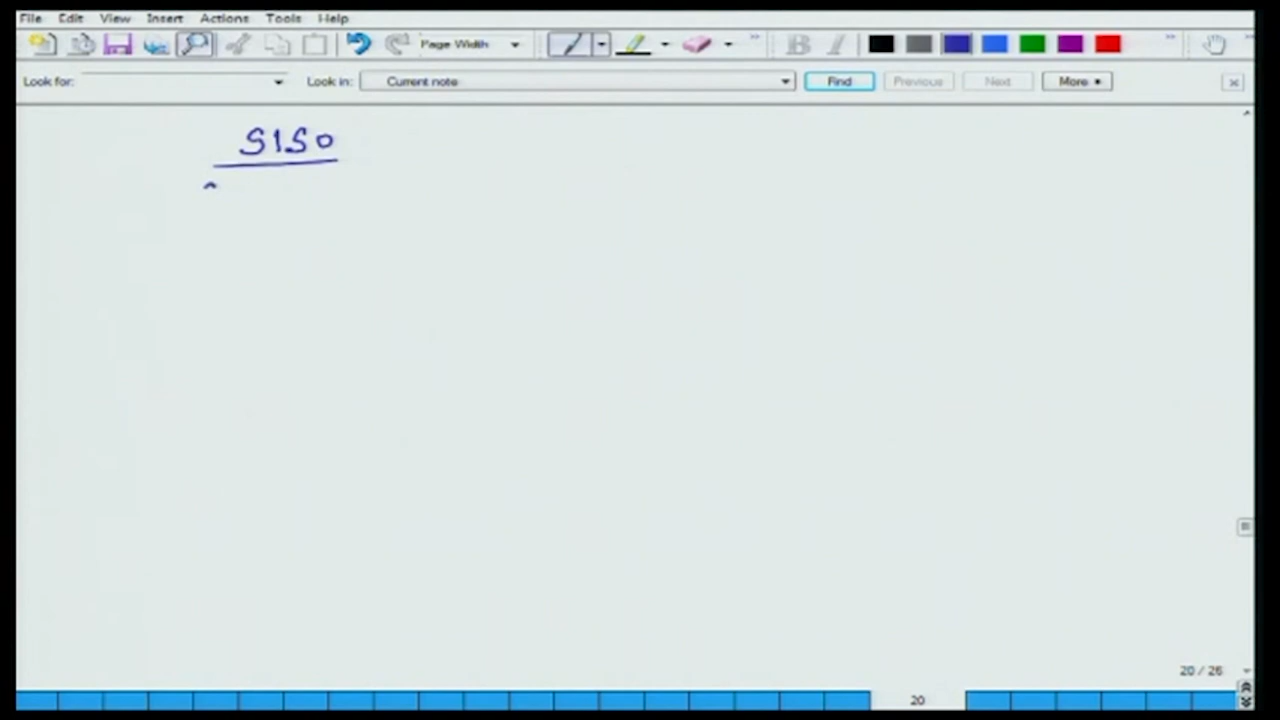 File Edit View Insert Actions Tools Help
Page Width B I
Look for: Look in: Current note Find Previous Next More
SISO
20 / 26
20